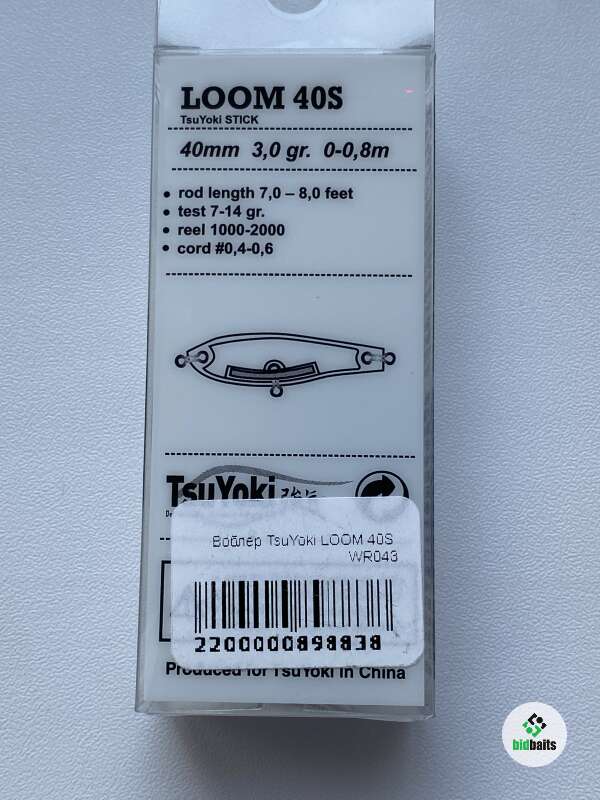 LOOM 40S
TsuYoki STICK
40mm 3,0 gr. 0-0,8m
• rod length 7,0 – 8,0 feet
• test 7-14 gr.
• reel 1000-2000
• cord #0,4-0,6
TsuYoki
Воблер TsuYoki LOOM 40S
WR043
Produced for TsuYoki in China
bidbaits